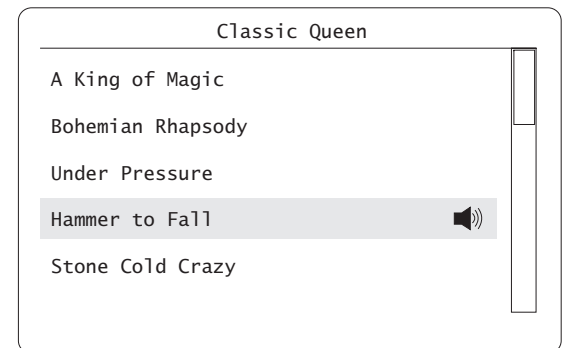 Classic Queen
A King of Magic
Bohemian Rhapsody
Under Pressure
Hammer to Fall
Stone Cold Crazy